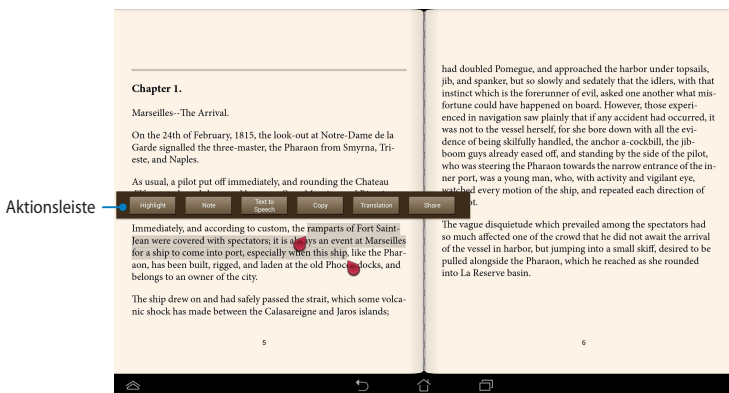 Chapter 1.
Marseilles--The Arrival.
On the 24th of February, 1815, the look-out at Notre-Dame de la
Garde signalled the three-master, the Pharaon from Smyrna, Tri-
este, and Naples.
As usual, a pilot put off immediately, and rounding the Chateau
Aktionsleiste
Highlight
Note
Text to
Speech
Copy
Translation
Share
Immediately, and according to custom, the ramparts of Fort Saint-
Jean were covered with spectators; it is always an event at Marseilles
for a ship to come into port, especially when this ship, like the Phar-
aon, has been built, rigged, and laden at the old Phocee docks, and
belongs to an owner of the city.
The ship drew on and had safely passed the strait, which some volca-
nic shock has made between the Calasareigne and Jaros islands;
5
had doubled Pomegue, and approached the harbor under topsails,
jib, and spanker, but so slowly and sedately that the idlers, with that
instinct which is the forerunner of evil, asked one another what mis-
fortune could have happened on board. However, those experi-
enced in navigation saw plainly that if any accident had occurred, it
was not to the vessel herself, for she bore down with all the evi-
dence of being skilfully handled, the anchor a-cockbill, the jib-
boom guys already eased off, and standing by the side of the pilot,
who was steering the Pharaon towards the narrow entrance of the in-
ner port, was a young man, who, with activity and vigilant eye,
watched every motion of the ship, and repeated each direction of
The vague disquietude which prevailed among the spectators had
so much affected one of the crowd that he did not await the arrival
of the vessel in harbor, but jumping into a small skiff, desired to be
pulled alongside the Pharaon, which he reached as she rounded
into La Reserve basin.
6